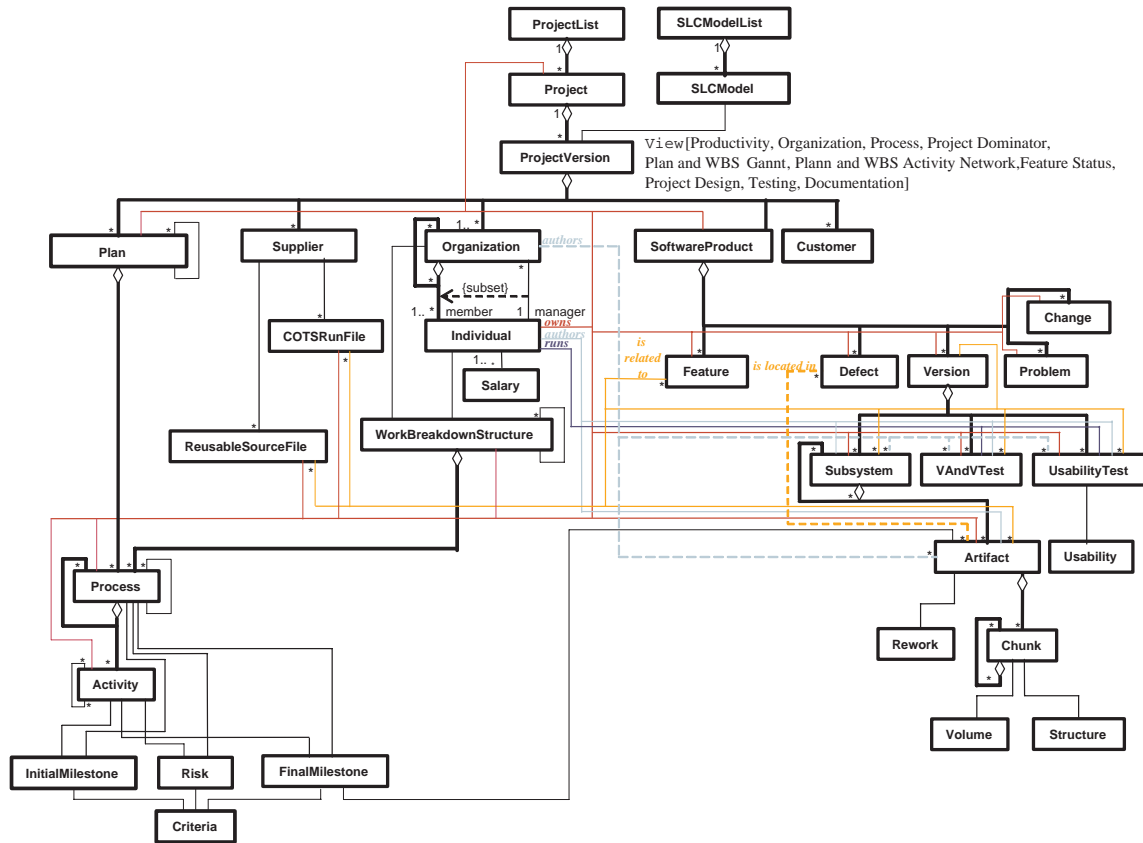 ProjectList
SLCModelList
1
1
*
*
Project
SLCModel
1
*
*
ProjectVersion
View[Productivity, Organization, Process, Project Dominator,
Plan and WBS Gannt, Plann and WBS Activity Network,Feature Status,
Project Design, Testing, Documentation]
* * * * 1.. * * *
Plan
Supplier
Organization
authors
SoftwareProduct
Customer
* *
{subset}
1.. * member 1 manager
COTSRunFile
Individual
owns
authors
runs
*
Change
is
related
to
is located in
* * * * *
Feature
Defect
Version
Problem
1.. .
Salary
*
ReusableSourceFile
WorkBreakdownStructure
*
* * * * * * * * * * * * *
Subsystem
VAndVTest
UsabilityTest
*
* * * * *
Artifact
Usability
* * * *
Process
*
* *
Rework
Chunk
*
* * *
Activity
*
Volume
Structure
InitialMilestone
Risk
FinalMilestone
Criteria